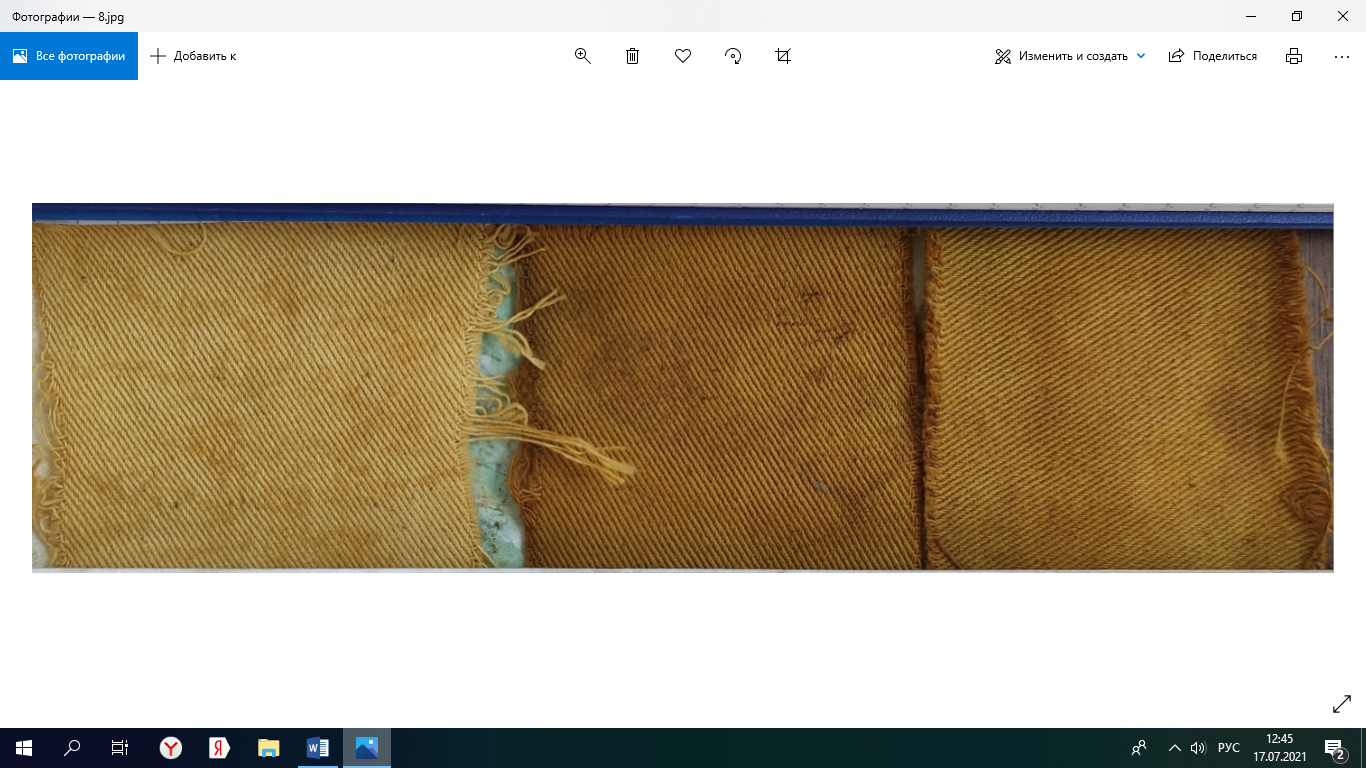 Фотографии — 8.jpg
Все фотографии
Добавить к
Изменить и создать
Поделиться
W
РУС
12:45
17.07.2021
2